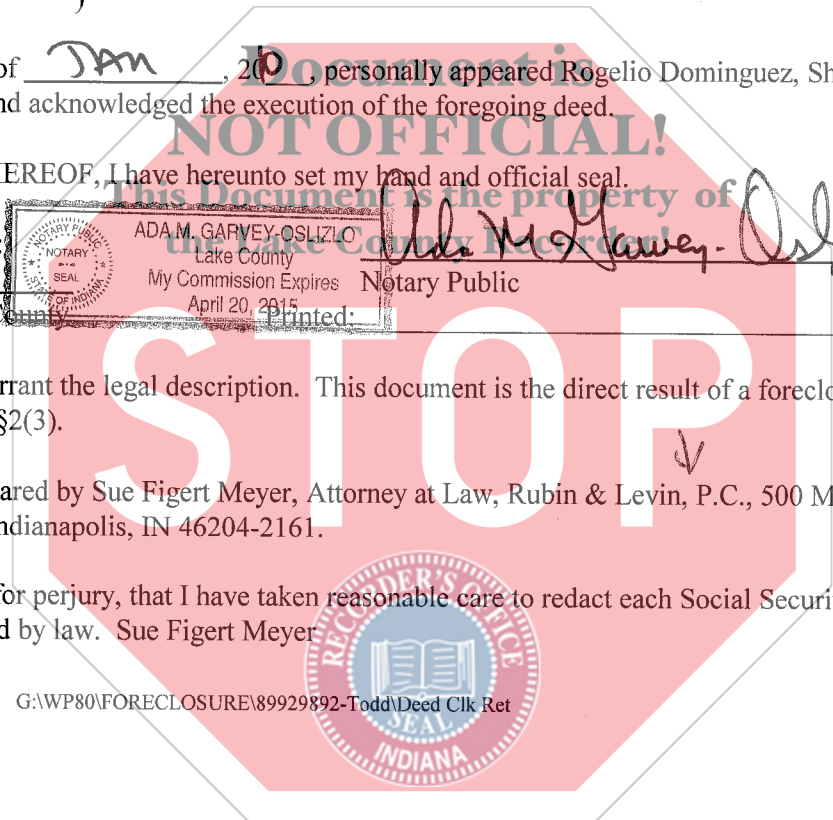 of JAN, 2010, personally appeared Rogelio Dominguez, Sh
nd acknowledged the execution of the foregoing deed.
Document is
NOT OFFICIAL!
This Document is the property of
the Lake County Recorder!
EREOF, I have hereunto set my hand and official seal.
NOTARY PUBLIC
NOTARY
SEAL
STATE OF INDIANA
ADA M. GARVEY-OSLIZLO
Lake County
My Commission Expires
April 20, 2015
Ada M Garvey-Osl
Notary Public
County
Printed:
STOP
rrant the legal description. This document is the direct result of a foreclo
§2(3).
ared by Sue Figert Meyer, Attorney at Law, Rubin & Levin, P.C., 500 M
ndianapolis, IN 46204-2161.
for perjury, that I have taken reasonable care to redact each Social Securi
d by law. Sue Figert Meyer
G:\WP80\FORECLOSURE\89929892-Todd\Deed Clk Ret
RECORDER'S OFFICE
SEAL
INDIANA